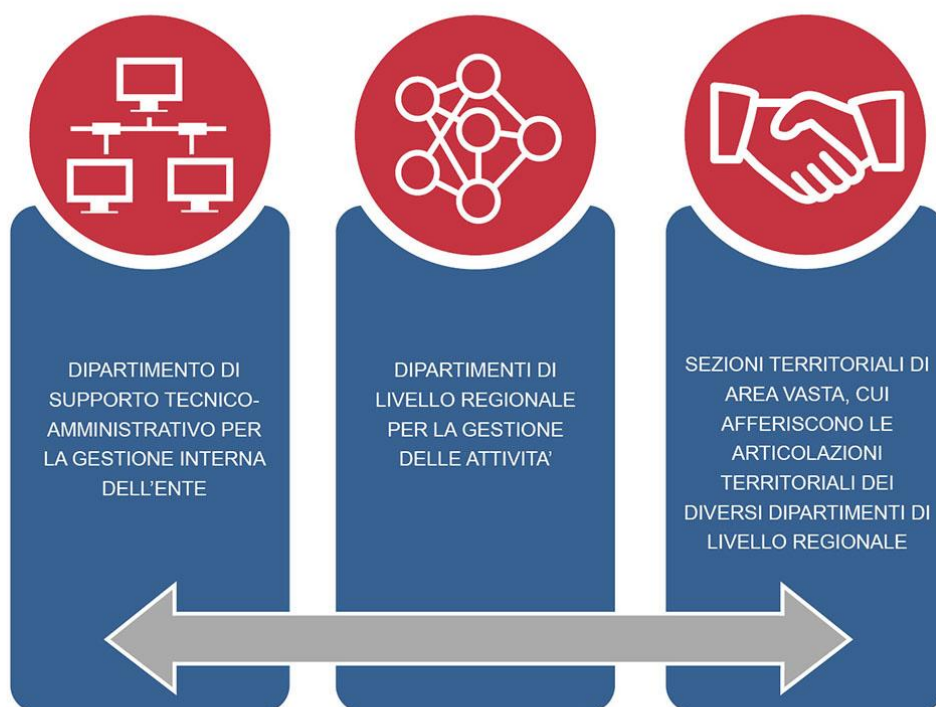 DIPARTIMENTO DI
SUPPORTO TECNICO-
AMMINISTRATIVO PER
LA GESTIONE INTERNA
DELL'ENTE
DIPARTIMENTI DI
LIVELLO REGIONALE
PER LA GESTIONE
DELLE ATTIVITA'
SEZIONI TERRITORIALI DI
AREA VASTA, CUI
AFFERISCONO LE
ARTICOLAZIONI
TERRITORIALI DEI
DIVERSI DIPARTIMENTI DI
LIVELLO REGIONALE